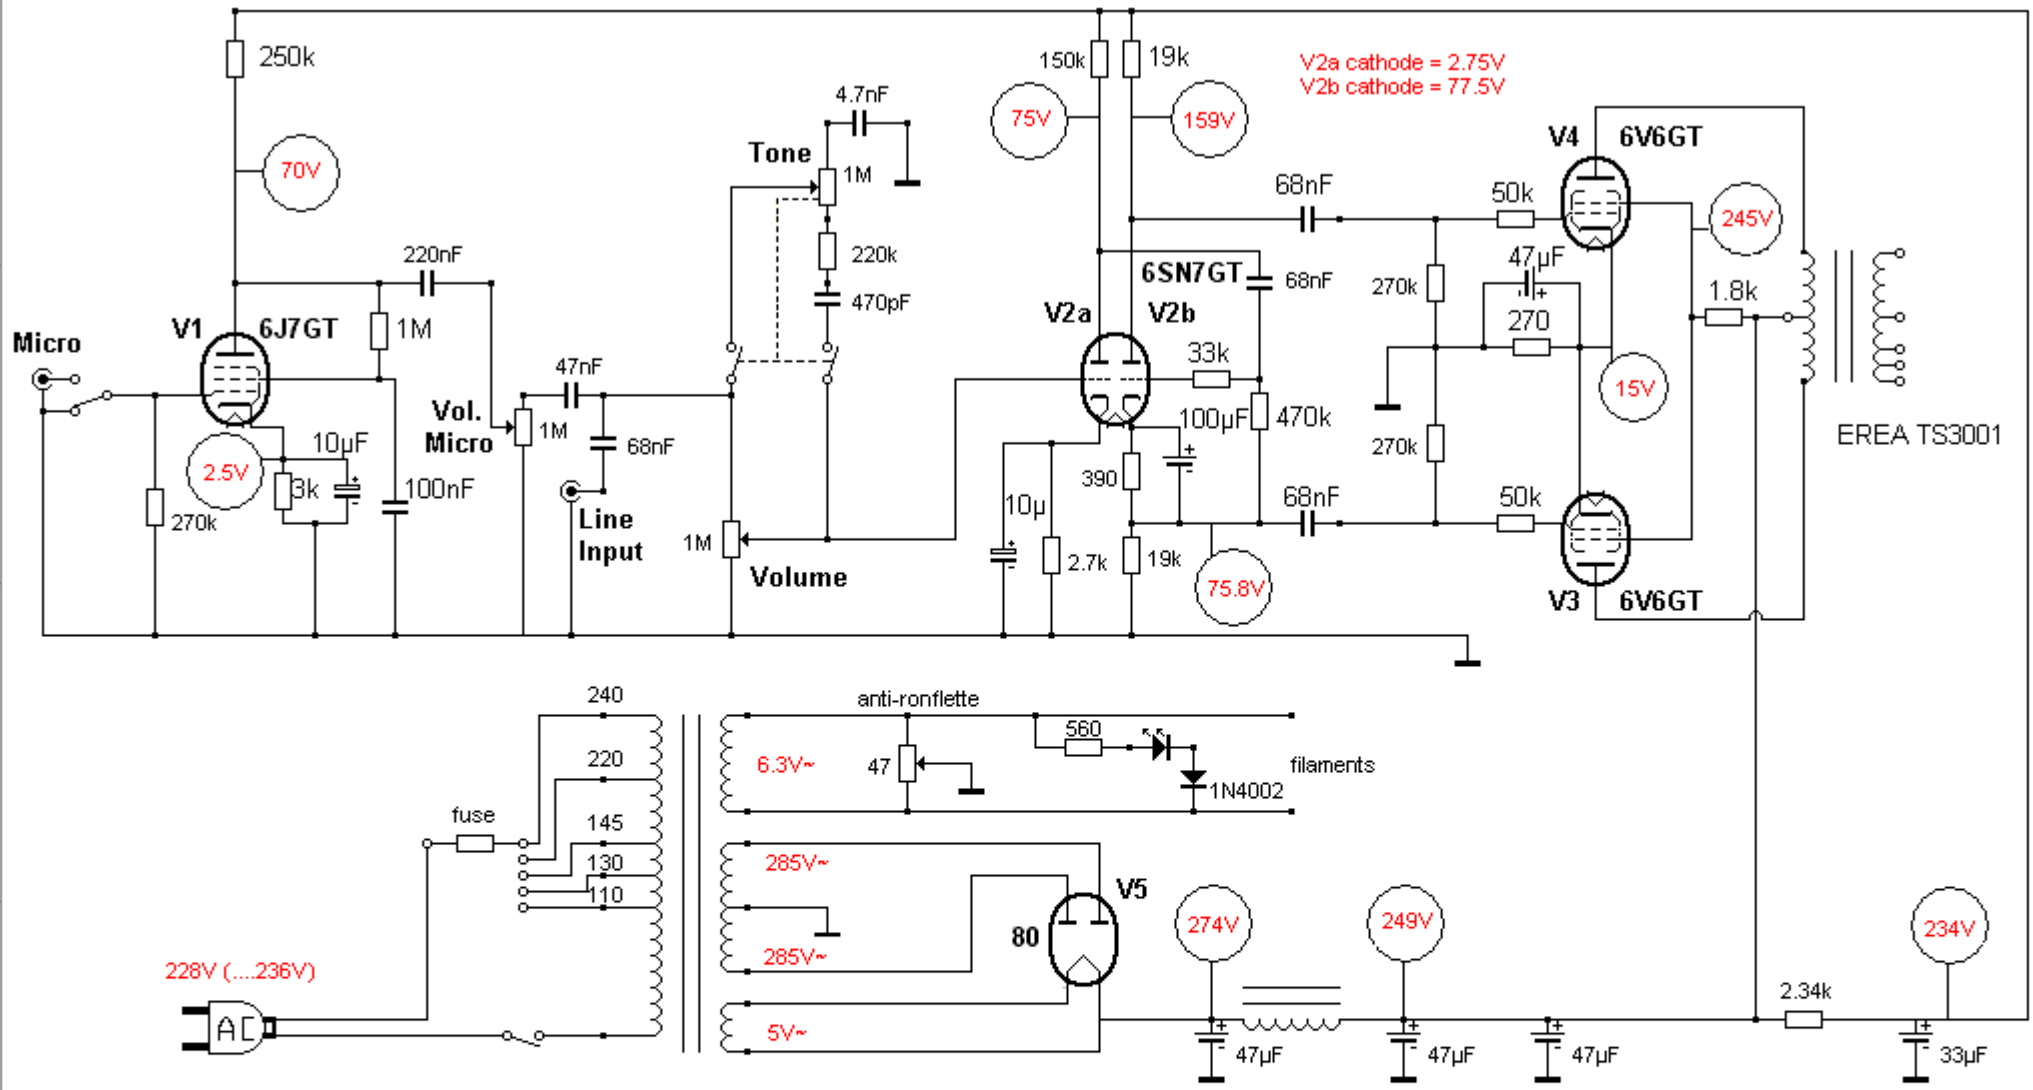 250k
150k
19k
V2a cathode = 2.75V
V2b cathode = 77.5V
4.7nF
75V
159V
V4
6V6GT
Tone
1M
70V
68nF
50k
245V
220nF
220k
6SN7GT
68nF
47µF
270k
470pF
1.8k
V1
6J7GT
1M
V2a
V2b
270
Micro
47nF
33k
15V
Vol.
Micro
1M
100µF
470k
EREA TS3001
10µF
68nF
270k
2.5V
3k
100nF
390
10µ
68nF
50k
270k
Line
Input
1M
2.7k
19k
Volume
75.8V
V3
6V6GT
240
anti-ronflette
560
220
6.3V~
47
filaments
1N4002
fuse
145
130
285V~
110
V5
80
274V
249V
234V
285V~
228V (....236V)
2.34k
AC
5V~
47µF
47µF
47µF
33µF